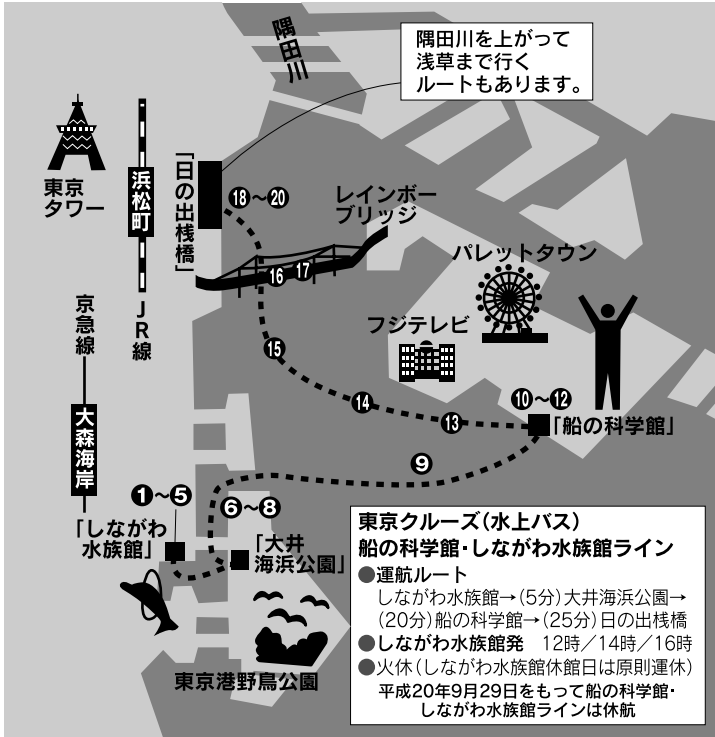 隅田川
隅田川を上がって
浅草まで行く
ルートもあります。
東京
タワー
浜松町
JR線
「日の出桟橋」
⑱～⑳
レインボー
ブリッジ
⑯
⑰
パレットタウン
フジテレビ
京急線
大森海岸
⑮
⑭
⑬
⑩～⑫
「船の科学館」
⑨
❶～❺
「しながわ
水族館」
❻～❽
「大井
海浜公園」
東京港野鳥公園
東京クルーズ(水上バス)
船の科学館・しながわ水族館ライン
●運航ルート
しながわ水族館→(5分)大井海浜公園→
(20分)船の科学館→(25分)日の出桟橋
●しながわ水族館発　12時／14時／16時
●火休(しながわ水族館休館日は原則運休)
平成20年9月29日をもって船の科学館・
しながわ水族館ラインは休航